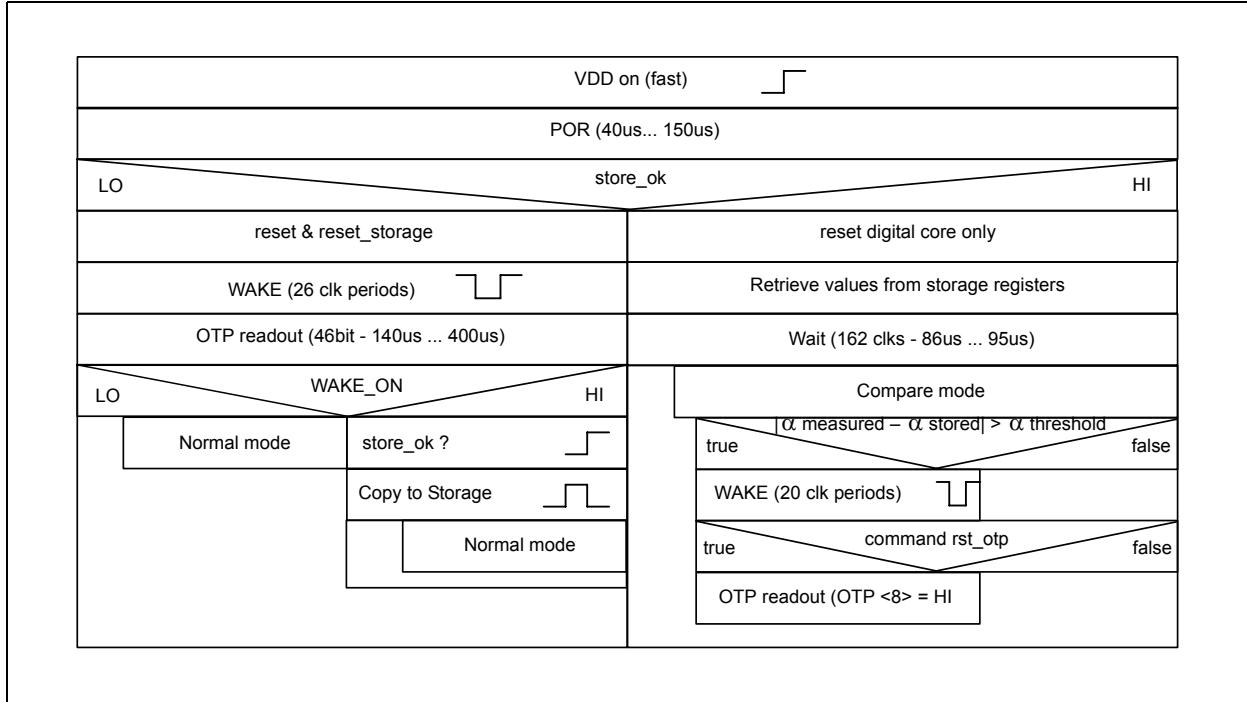 VDD on (fast)
POR (40us... 150us)
LO store_ok HI
reset & reset_storage reset digital core only
WAKE (26 clk periods) Retrieve values from storage registers
OTP readout (46bit - 140us ... 400us) Wait (162 clks - 86us ... 95us)
LO WAKE_ON HI Compare mode
Normal mode store_ok ? |α measured – α stored| > α threshold
true false
Copy to Storage WAKE (20 clk periods)
Normal mode true command rst_otp false
OTP readout (OTP <8> = HI